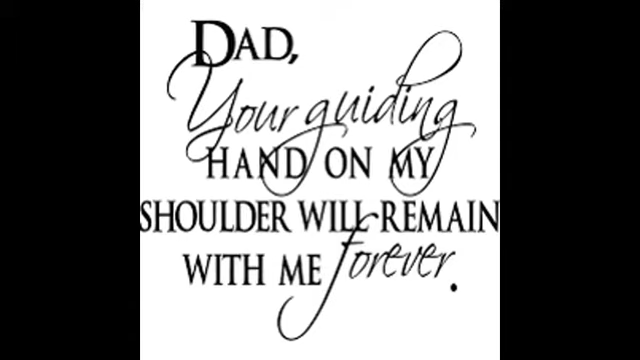 DAD,
Your guiding
HAND ON MY
SHOULDER WILL REMAIN
WITH ME forever.